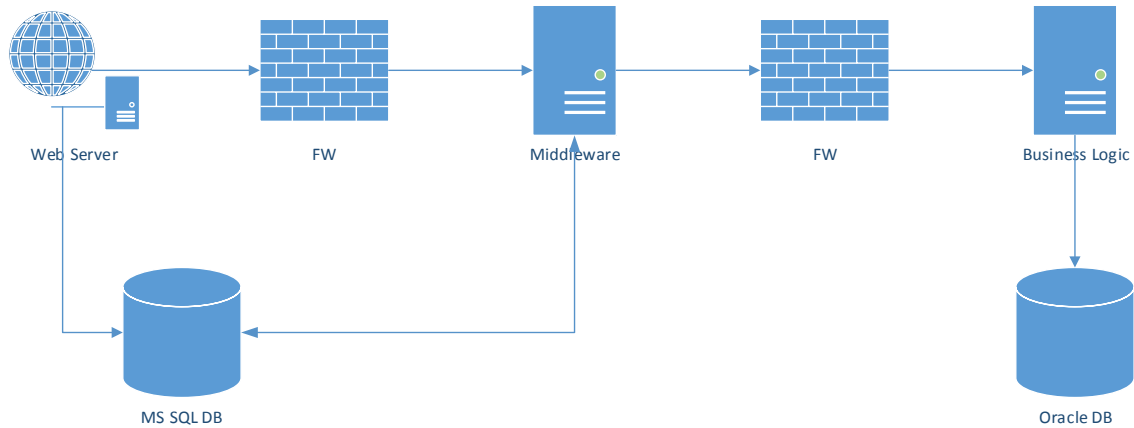 Web Server
FW
Middleware
FW
Business Logic
MS SQL DB
Oracle DB